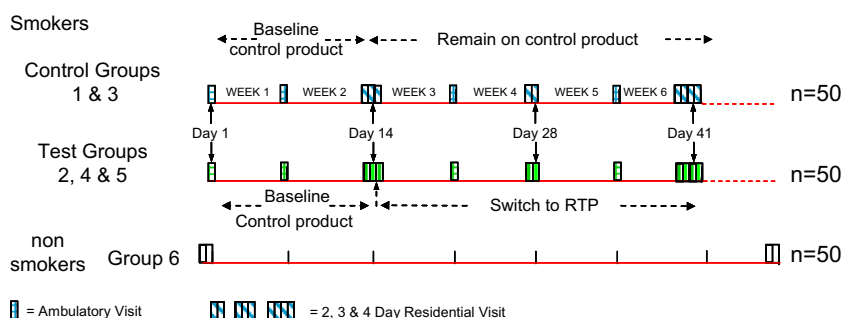 Smokers
Baseline
control product
Remain on control product
Control Groups
1 & 3
WEEK 1 WEEK 2 WEEK 3 WEEK 4 WEEK 5 WEEK 6
n=50
Day 1 Day 14 Day 28 Day 41
Test Groups
2, 4 & 5
n=50
Baseline
Control product
Switch to RTP
non
smokers
Group 6
n=50
= Ambulatory Visit
= 2, 3 & 4 Day Residential Visit